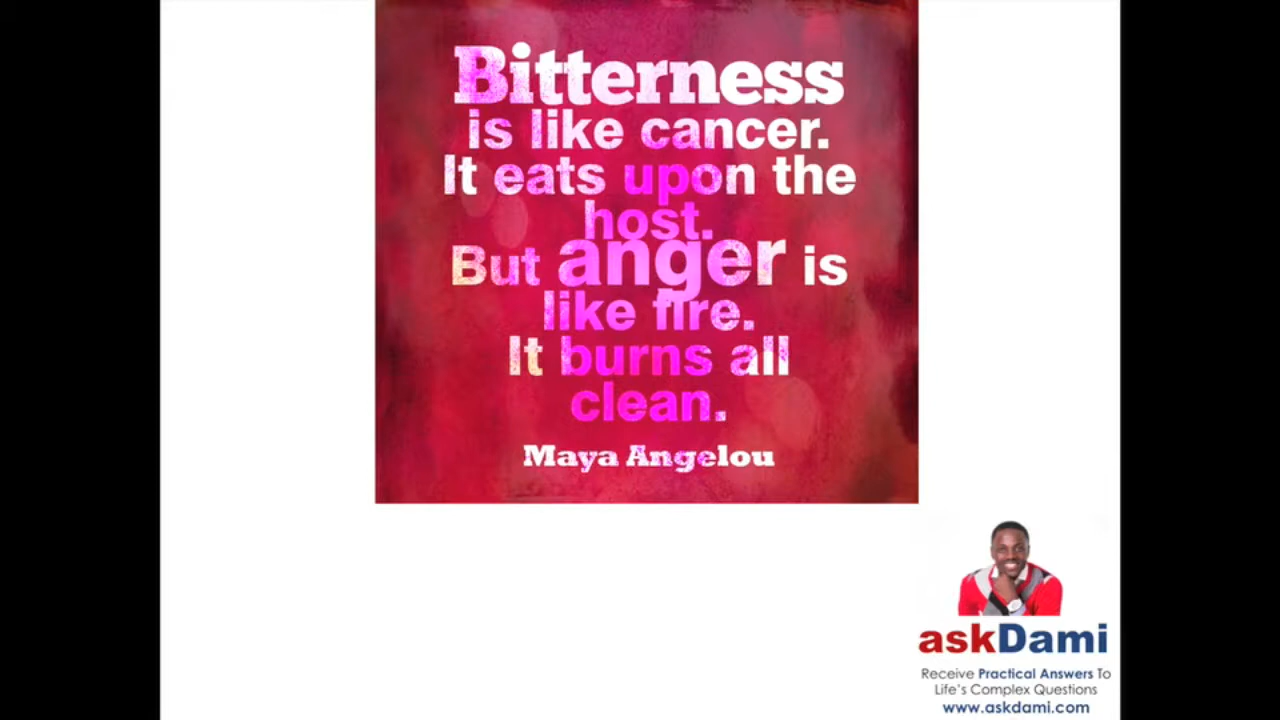 Bitterness
is like cancer.
It eats upon the
host.
But anger is
like fire.
It burns all
clean.
Maya Angelou
askDami
Receive Practical Answers To
Life's Complex Questions
www.askdami.com